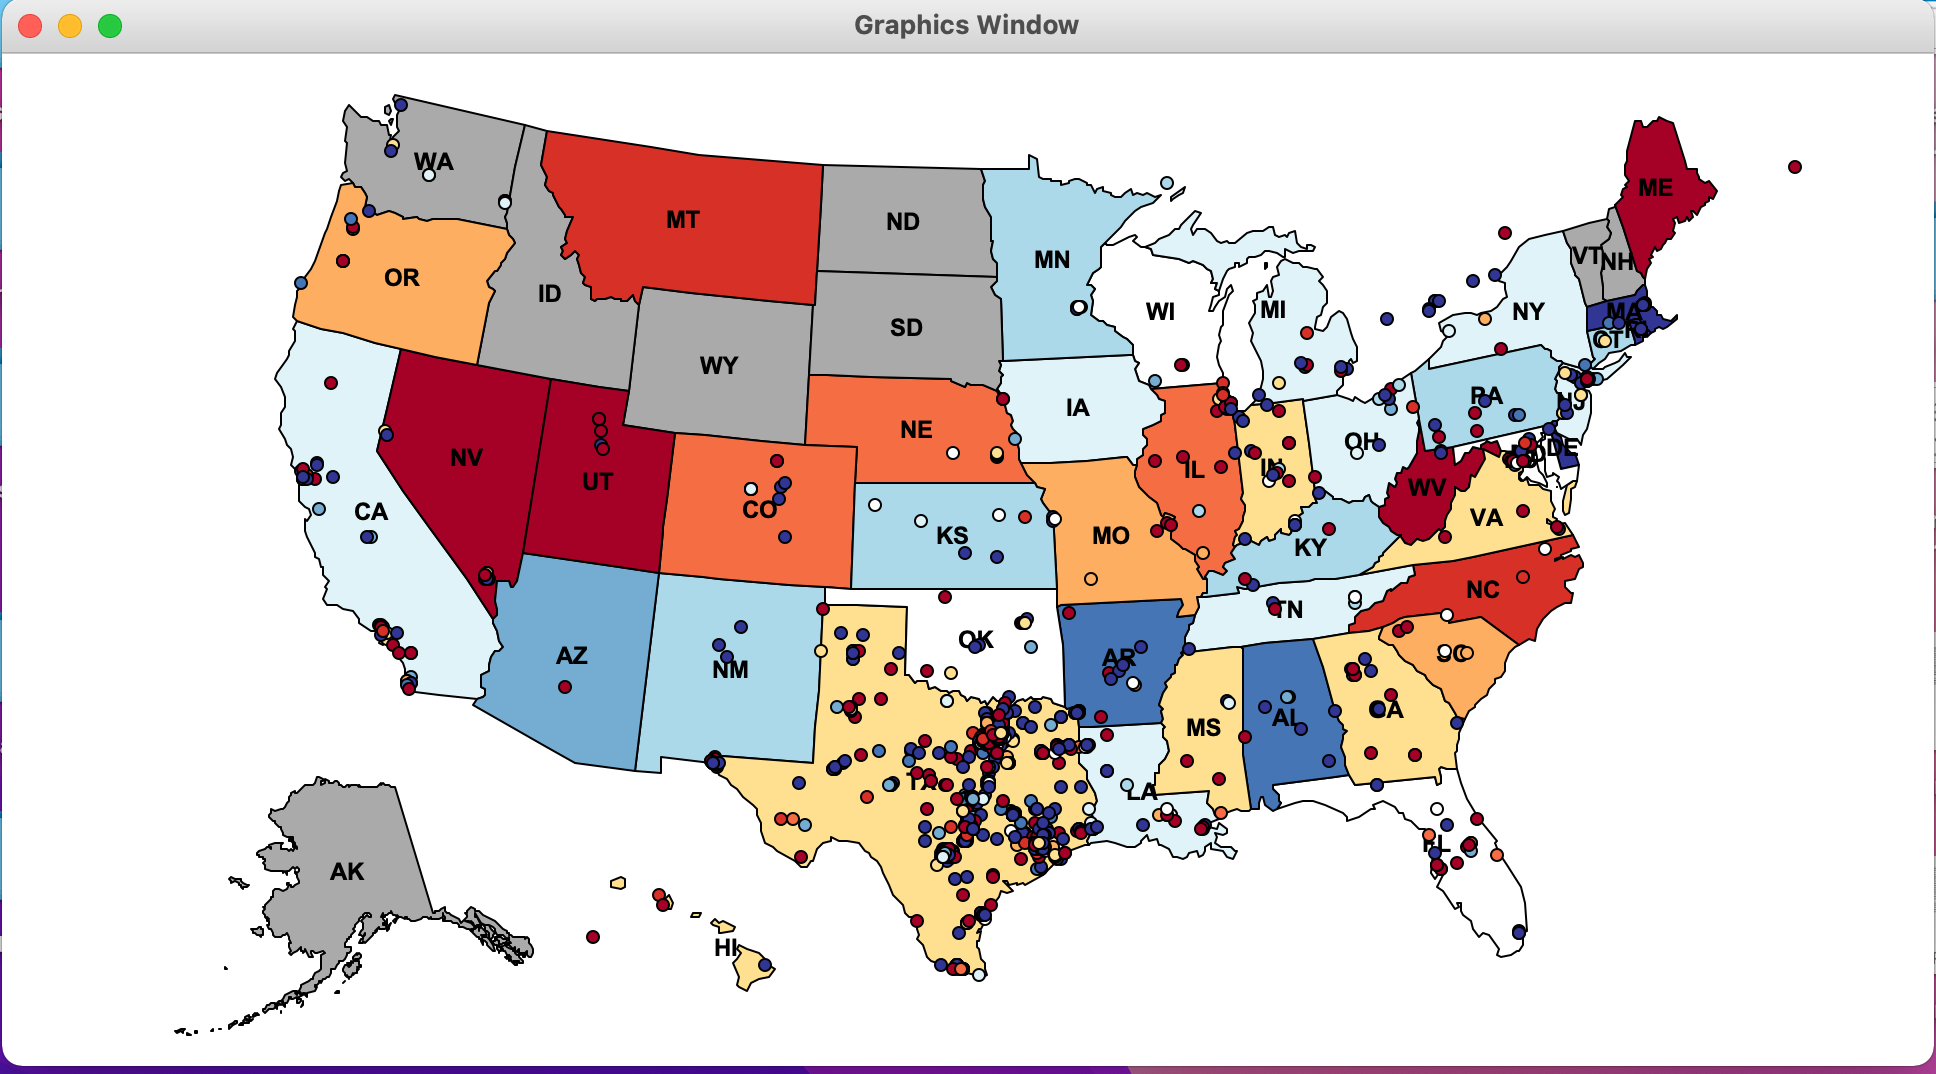 Graphics Window
WA
MT
ND
MN
ME
VT
NH
OR
ID
SD
WI
MI
NY
MA
CT
WY
NE
IA
PA
NJ
NV
UT
CO
KS
MO
IL
IN
OH
WV
DE
VA
KY
CA
AZ
NM
OK
AR
TN
NC
SC
TX
LA
MS
AL
GA
FL
AK
HI